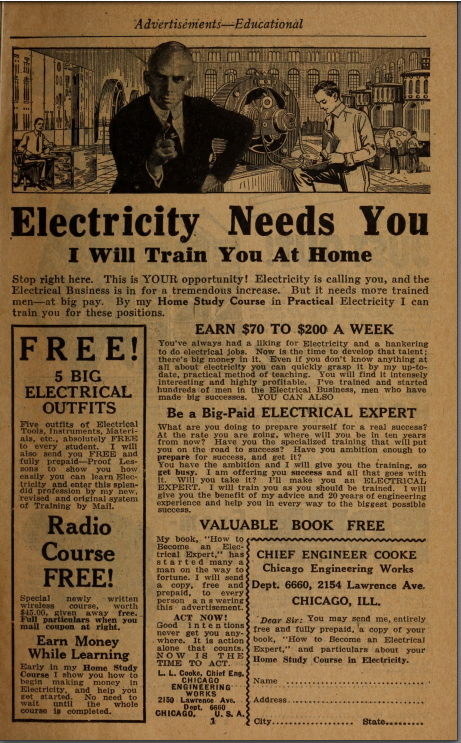 Advertisements—Educational
Electricity Needs You
I Will Train You At Home
Stop right here. This is YOUR opportunity! Electricity is calling you, and the
Electrical Business is in for a tremendous increase. But it needs more trained
men—at big pay. By my Home Study Course in Practical Electricity I can
train you for these positions.
FREE!
5 BIG
ELECTRICAL
OUTFITS
Five outfits of Electrical
Tools, Instruments, Materi-
als, etc., absolutely FREE
to every student. I will
also send you FREE and
fully prepaid—Proof Les-
sons to show you how
easily you can learn Elec-
tricity and enter this splen-
did profession by my new,
revised and original system
of Training by Mail.
Radio
Course
FREE!
Special newly written
wireless course, worth
$45.00, given away free.
Full particulars when you
mail coupon at right.
Earn Money
While Learning
Early in my Home Study
Course I show you how to
begin making money in
Electricity, and help you
get started. No need to
wait until the whole
course is completed.
EARN $70 TO $200 A WEEK
You've always had a liking for Electricity and a hankering
to do electrical jobs. Now is the time to develop that talent;
there's big money in it. Even if you don't know anything at
all about electricity you can quickly grasp it by my up-to-
date, practical method of teaching. You will find it intensely
interesting and highly profitable. I've trained and started
hundreds of men in the Electrical Business, men who have
made big successes. YOU CAN ALSO
Be a Big-Paid ELECTRICAL EXPERT
What are you doing to prepare yourself for a real success?
At the rate you are going, where will you be in ten years
from now? Have you the specialized training that will put
you on the road to success? Have you ambition enough to
prepare for success, and get it?
You have the ambition and I will give you the training, so
get busy. I am offering you success and all that goes with
it. Will you take it? I'll make you an ELECTRICAL
EXPERT. I will train you as you should be trained. I will
give you the benefit of my advice and 20 years of engineering
experience and help you in every way to the biggest possible
success.
VALUABLE BOOK FREE
My book, "How to
Become an Elec-
trical Expert," has
started many a
man on the way to
fortune. I will send
a copy, free and
prepaid, to every
person answering
this advertisement.
ACT NOW!
Good intentions
never get you any-
where. It is action
alone that counts.
NOW IS THE
TIME TO ACT.
L. L. Cooke, Chief Eng.
CHICAGO
ENGINEERING
WORKS
2150 Lawrence Ave.
Dept. 6660
CHICAGO, U. S. A.
1
CHIEF ENGINEER COOKE
Chicago Engineering Works
Dept. 6660, 2154 Lawrence Ave.
CHICAGO, ILL.
Dear Sir: You may send me, entirely
free and fully prepaid, a copy of your
book, "How to Become an Electrical
Expert," and particulars about your
Home Study Course in Electricity.
Name
Address
City State